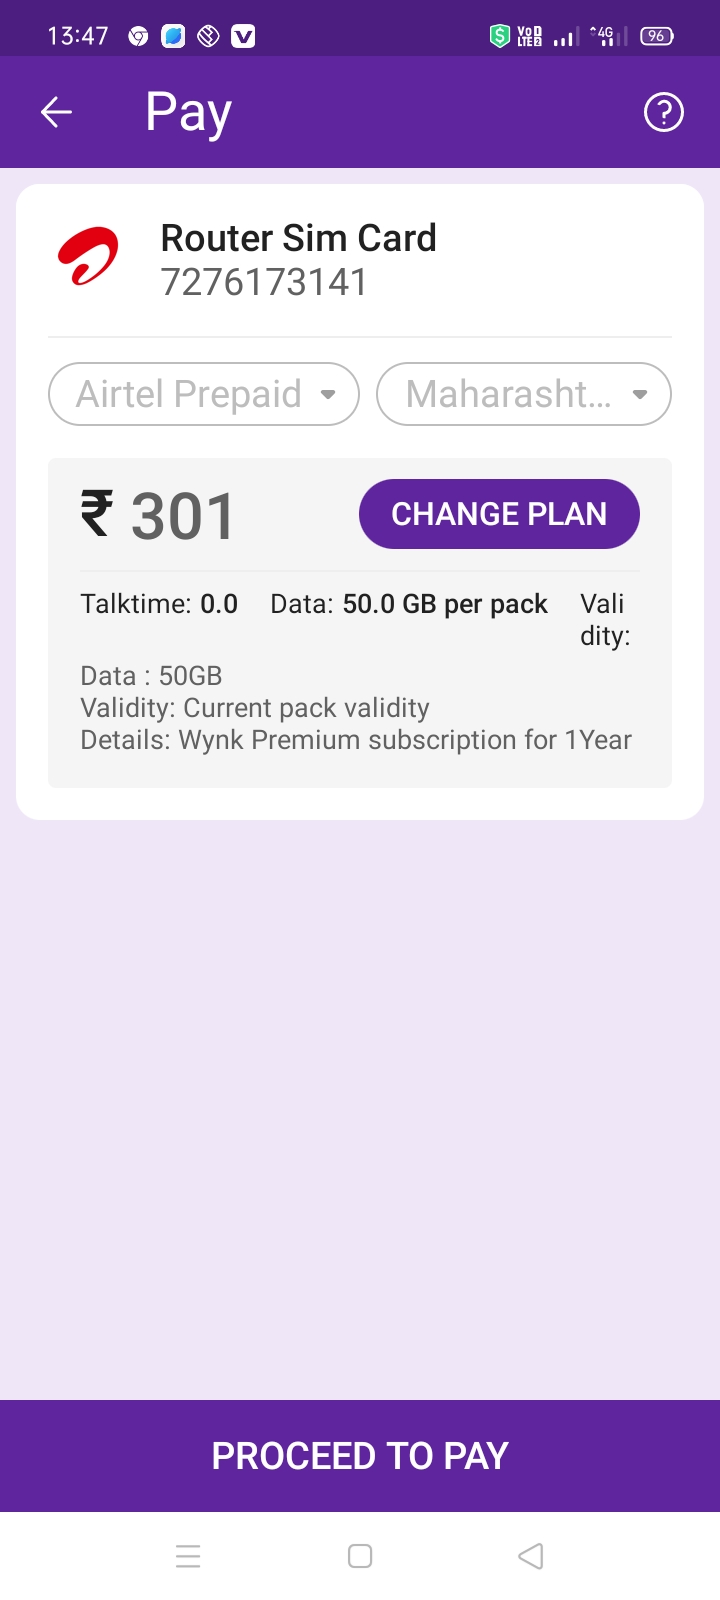 13:47
VoD LTE2 4G 96
Pay
Router Sim Card
7276173141
Airtel Prepaid
Maharasht...
₹ 301
CHANGE PLAN
Talktime: 0.0 Data: 50.0 GB per pack Vali
dity:
Data : 50GB
Validity: Current pack validity
Details: Wynk Premium subscription for 1Year
PROCEED TO PAY